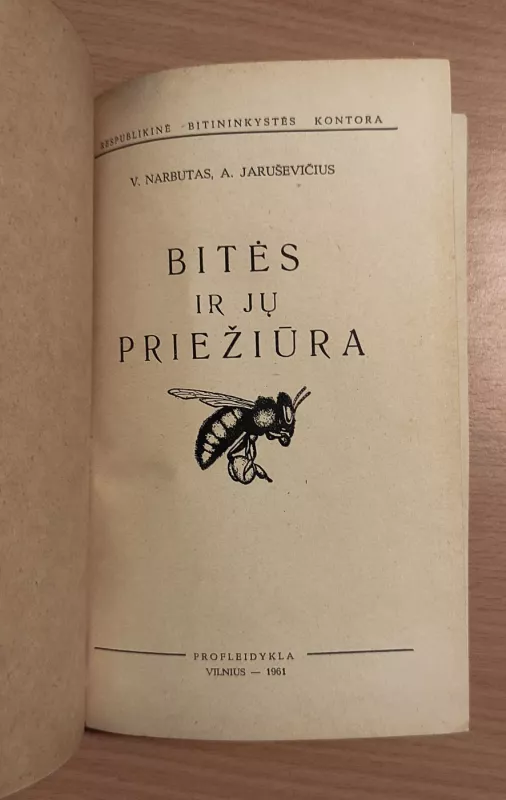 RESPUBLIKINĖ BITININKYSTĖS KONTORA
V. NARBUTAS, A. JARUŠEVIČIUS
BITĖS
IR JŲ
PRIEŽIŪRA
PROFLEIDYKLA
VILNIUS — 1961